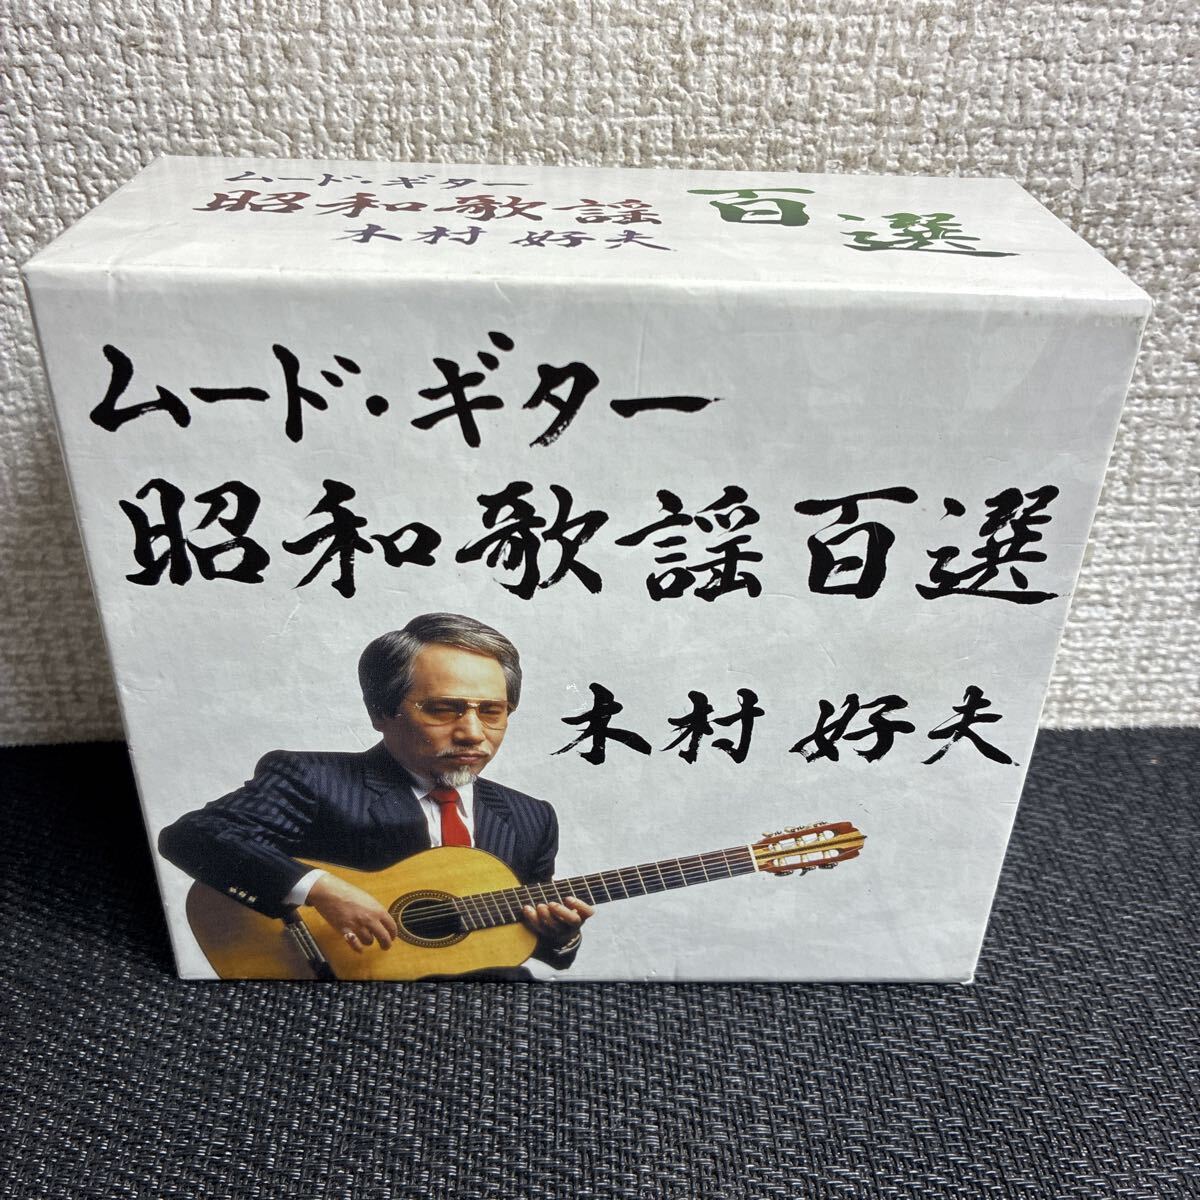 ムード・ギター
昭和歌謡 百選
木村 好夫
ムード・ギター
昭和歌謡百選
木村 好夫